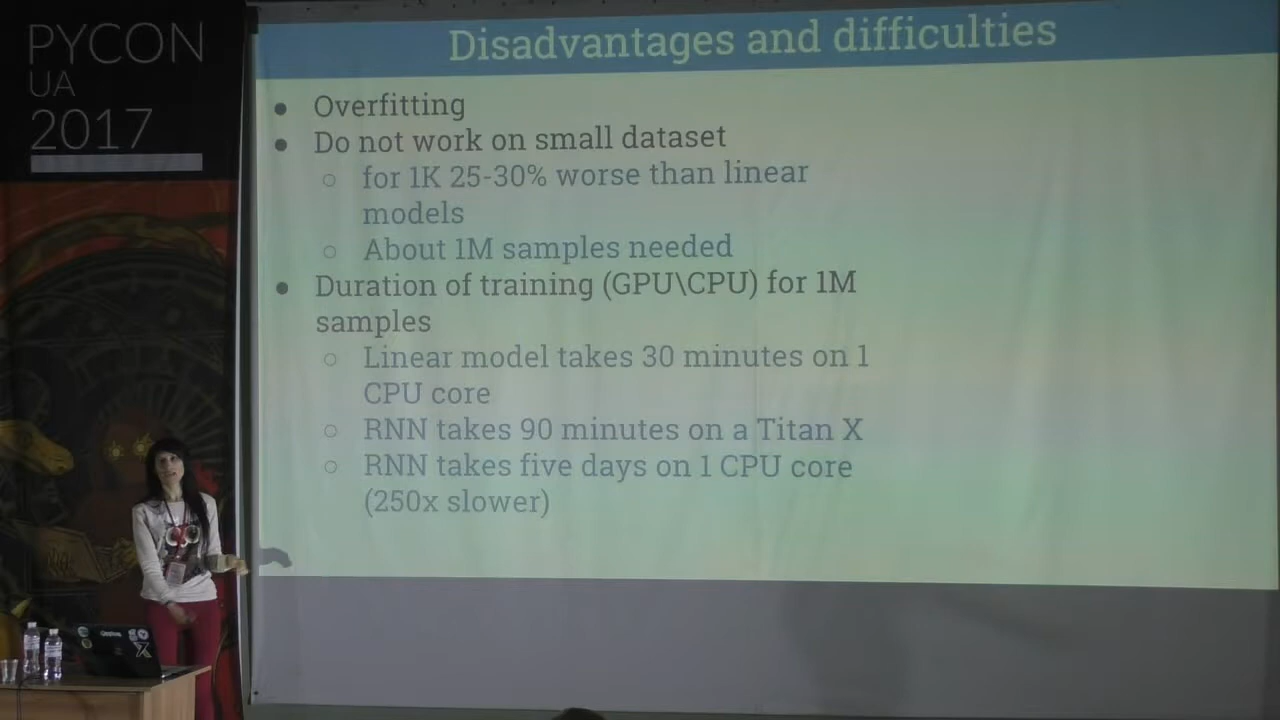 PYCON
UA
2017
Disadvantages and difficulties
● Overfitting
● Do not work on small dataset
○ for 1K 25-30% worse than linear
models
○ About 1M samples needed
● Duration of training (GPU\CPU) for 1M
samples
○ Linear model takes 30 minutes on 1
CPU core
○ RNN takes 90 minutes on a Titan X
○ RNN takes five days on 1 CPU core
(250x slower)